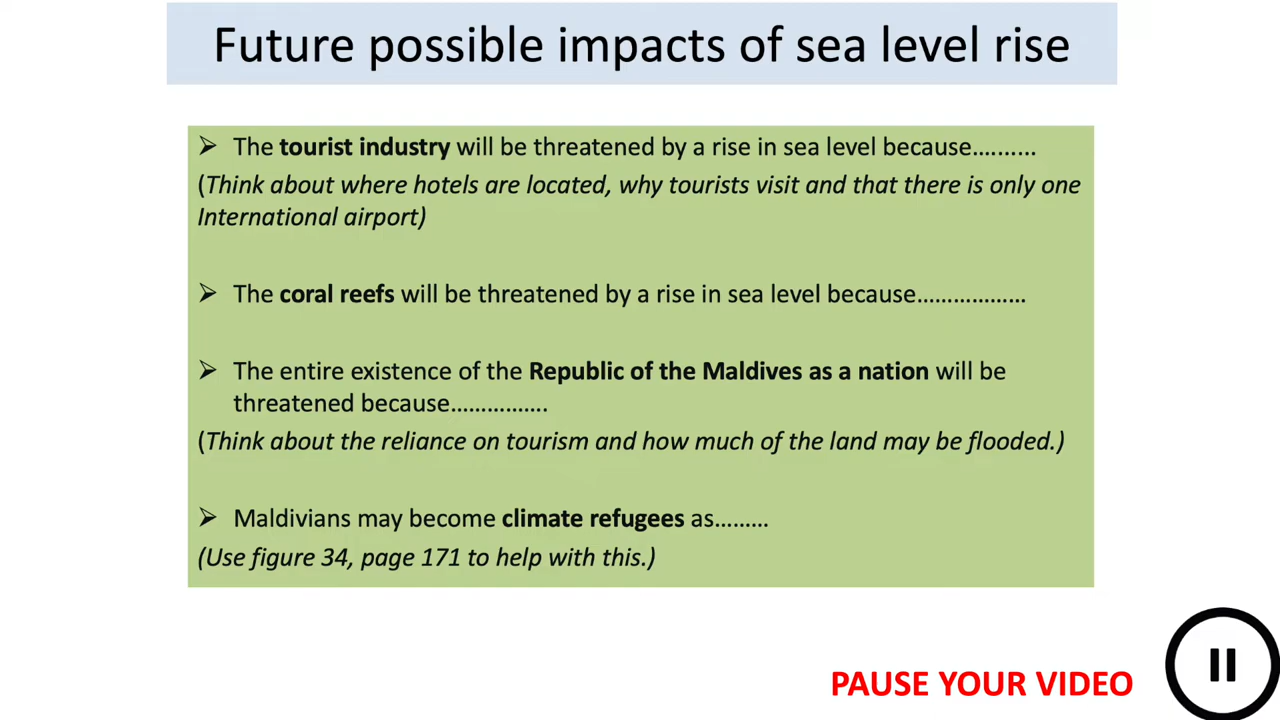 Future possible impacts of sea level rise
➢ The tourist industry will be threatened by a rise in sea level because……….
(Think about where hotels are located, why tourists visit and that there is only one
International airport)
➢ The coral reefs will be threatened by a rise in sea level because………………
➢ The entire existence of the Republic of the Maldives as a nation will be
threatened because…………….
(Think about the reliance on tourism and how much of the land may be flooded.)
➢ Maldivians may become climate refugees as………
(Use figure 34, page 171 to help with this.)
PAUSE YOUR VIDEO